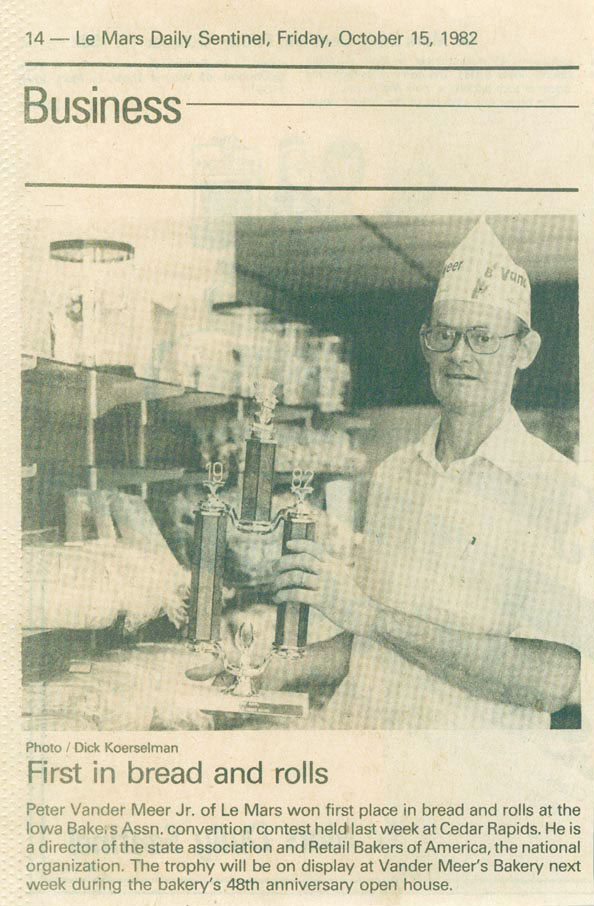 14 — Le Mars Daily Sentinel, Friday, October 15, 1982
Business
eer
Vand
10 82
Photo / Dick Koerselman
First in bread and rolls
Peter Vander Meer Jr. of Le Mars won first place in bread and rolls at the
Iowa Bakers Assn. convention contest held last week at Cedar Rapids. He is
a director of the state association and Retail Bakers of America, the national
organization. The trophy will be on display at Vander Meer's Bakery next
week during the bakery's 48th anniversary open house.